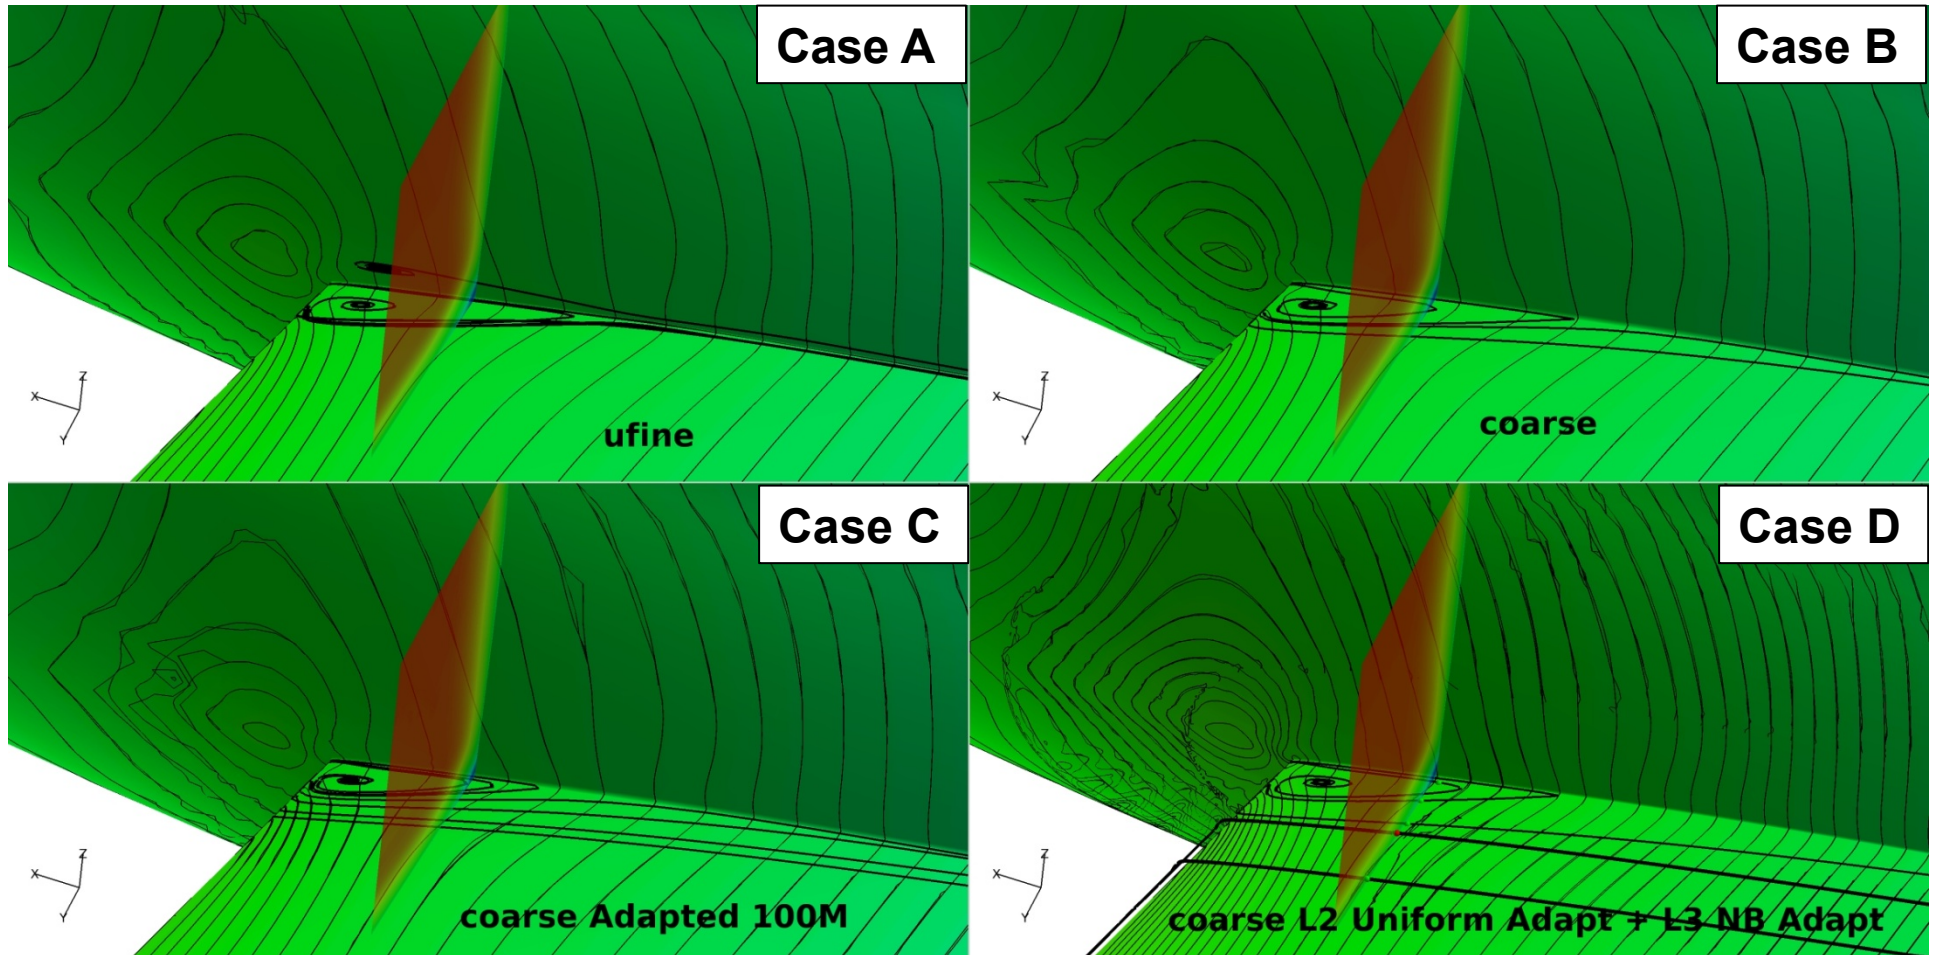 Case A
Case B
Z
X
Y
ufine
Z
X
Y
coarse
Case C
Case D
Z
X
Y
coarse Adapted 100M
Z
X
Y
coarse L2 Uniform Adapt + L3 NB Adapt